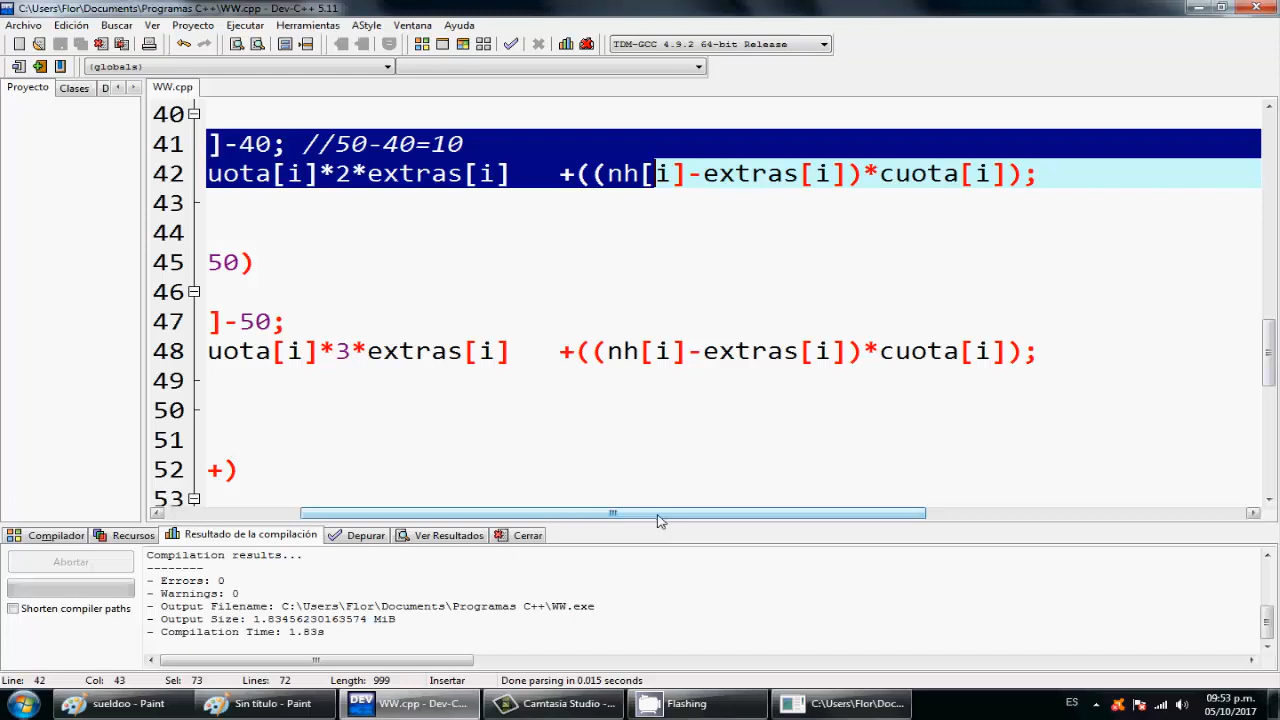 C:\Users\Flor\Documents\Programas C++\WW.cpp - Dev-C++ 5.11
Archivo Edición Buscar Ver Proyecto Ejecutar Herramientas AStyle Ventana Ayuda
TDM-GCC 4.9.2 64-bit Release
(globals)
Proyecto Clases D WW.cpp
40
41 ]-40; //50-40=10
42 uota[i]*2*extras[i] +((nh[i]-extras[i])*cuota[i]);
43
44
45 50)
46
47 ]-50;
48 uota[i]*3*extras[i] +((nh[i]-extras[i])*cuota[i]);
49
50
51
52 +)
53
Compilador Recursos Resultado de la compilación Depurar Ver Resultados Cerrar
Abortar
Shorten compiler paths
Compilation results...
--------
- Errors: 0
- Warnings: 0
- Output Filename: C:\Users\Flor\Documents\Programas C++\WW.exe
- Output Size: 1.83456230163574 MiB
- Compilation Time: 1.83s
Line: 42 Col: 43 Sel: 73 Lines: 72 Length: 999 Insertar Done parsing in 0.015 seconds
sueldoo - Paint Sin título - Paint DEV WW.cpp - Dev-C... Camtasia Studio -... Flashing C:\Users\Flor\Doc... ES 09:53 p.m.
05/10/2017